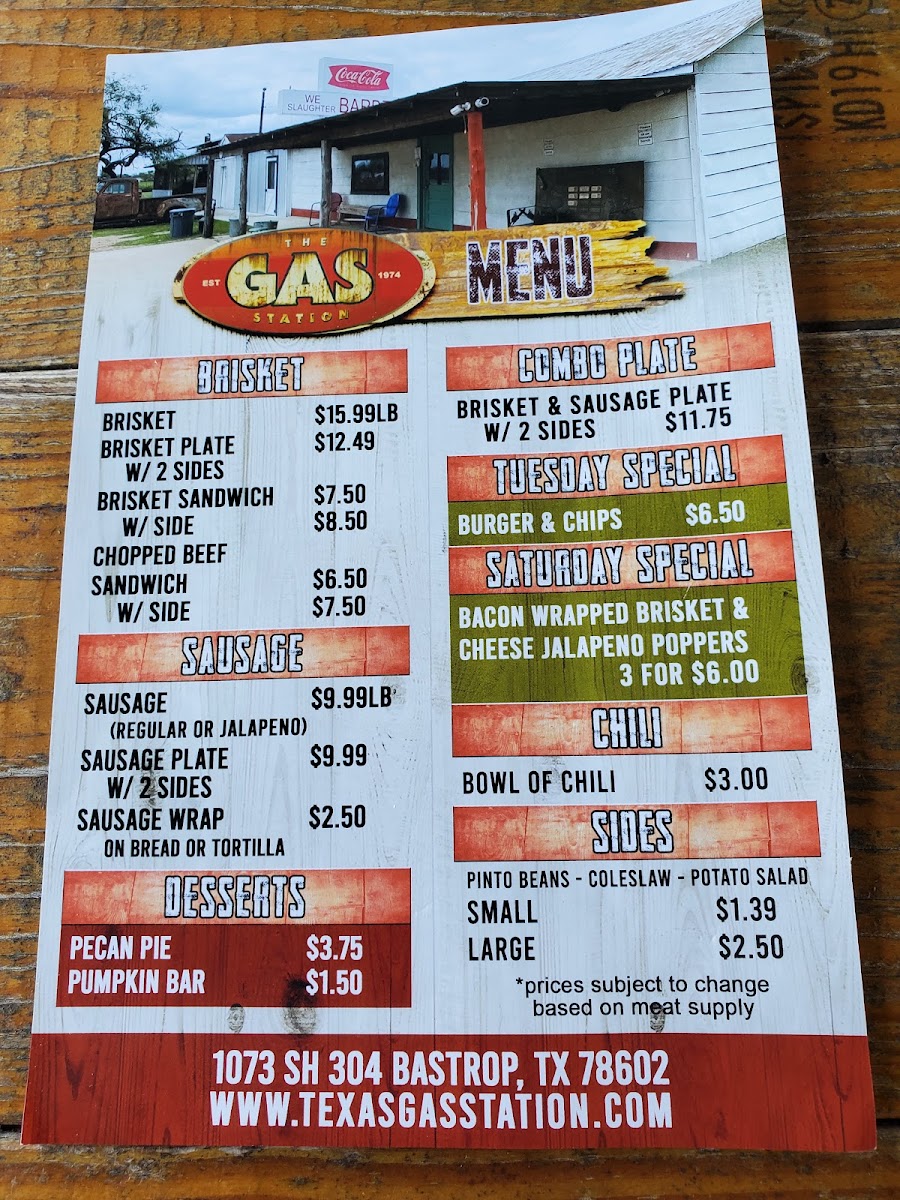 Coca-Cola
WE
SLAUGHTER
THE
EST
GAS
1974
STATION
MENU
BRISKET
BRISKET $15.99LB
BRISKET PLATE $12.49
W/ 2 SIDES
BRISKET SANDWICH $7.50
W/ SIDE $8.50
CHOPPED BEEF
SANDWICH $6.50
W/ SIDE $7.50
SAUSAGE
SAUSAGE $9.99LB
(REGULAR OR JALAPENO)
SAUSAGE PLATE $9.99
W/ 2 SIDES
SAUSAGE WRAP $2.50
ON BREAD OR TORTILLA
DESSERTS
PECAN PIE $3.75
PUMPKIN BAR $1.50
COMBO PLATE
BRISKET & SAUSAGE PLATE
W/ 2 SIDES $11.75
TUESDAY SPECIAL
BURGER & CHIPS $6.50
SATURDAY SPECIAL
BACON WRAPPED BRISKET &
CHEESE JALAPENO POPPERS
3 FOR $6.00
CHILI
BOWL OF CHILI $3.00
SIDES
PINTO BEANS - COLESLAW - POTATO SALAD
SMALL $1.39
LARGE $2.50
*prices subject to change
based on meat supply
1073 SH 304 BASTROP, TX 78602
WWW.TEXASGASSTATION.COM
KD19 HT